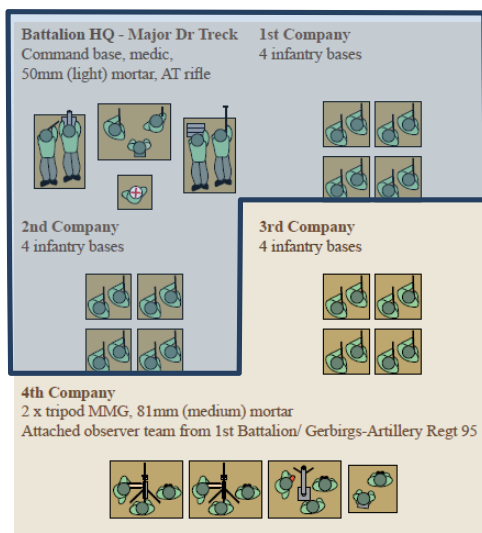 Battalion HQ - Major Dr Treck
Command base, medic,
50mm (light) mortar, AT rifle
1st Company
4 infantry bases
2nd Company
4 infantry bases
3rd Company
4 infantry bases
4th Company
2 x tripod MMG, 81mm (medium) mortar
Attached observer team from 1st Battalion/ Gerbirgs-Artillery Regt 95